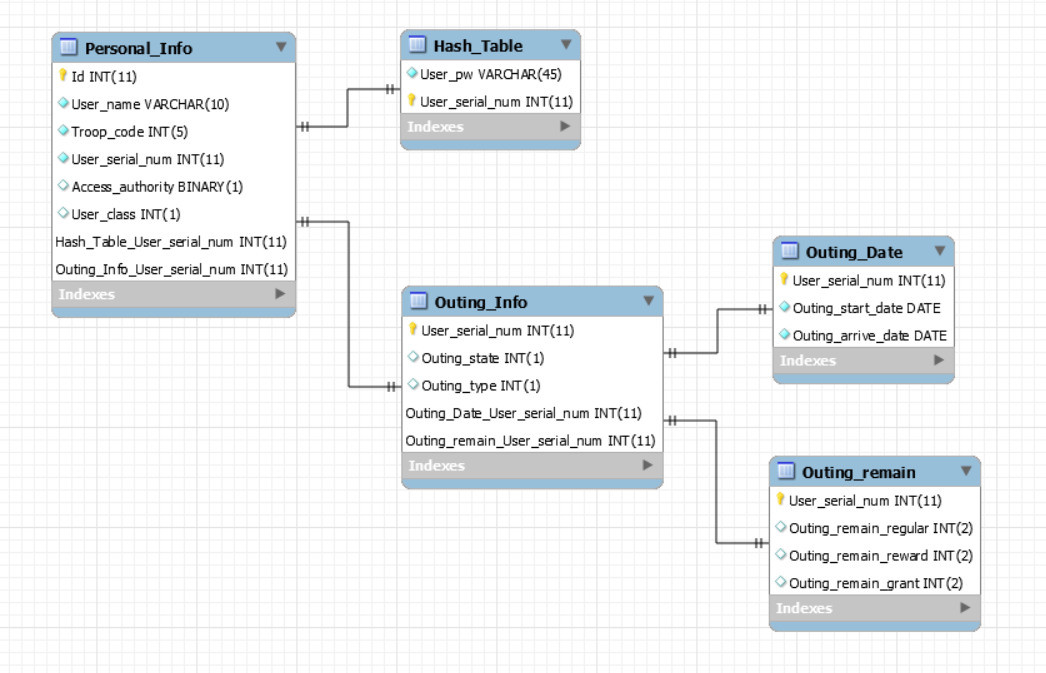 Personal_Info
Id INT(11)
User_name VARCHAR(10)
Troop_code INT(5)
User_serial_num INT(11)
Access_authority BINARY(1)
User_class INT(1)
Hash_Table_User_serial_num INT(11)
Outing_Info_User_serial_num INT(11)
Indexes
Hash_Table
User_pw VARCHAR(45)
User_serial_num INT(11)
Indexes
Outing_Info
User_serial_num INT(11)
Outing_state INT(1)
Outing_type INT(1)
Outing_Date_User_serial_num INT(11)
Outing_remain_User_serial_num INT(11)
Indexes
Outing_Date
User_serial_num INT(11)
Outing_start_date DATE
Outing_arrive_date DATE
Indexes
Outing_remain
User_serial_num INT(11)
Outing_remain_regular INT(2)
Outing_remain_reward INT(2)
Outing_remain_grant INT(2)
Indexes